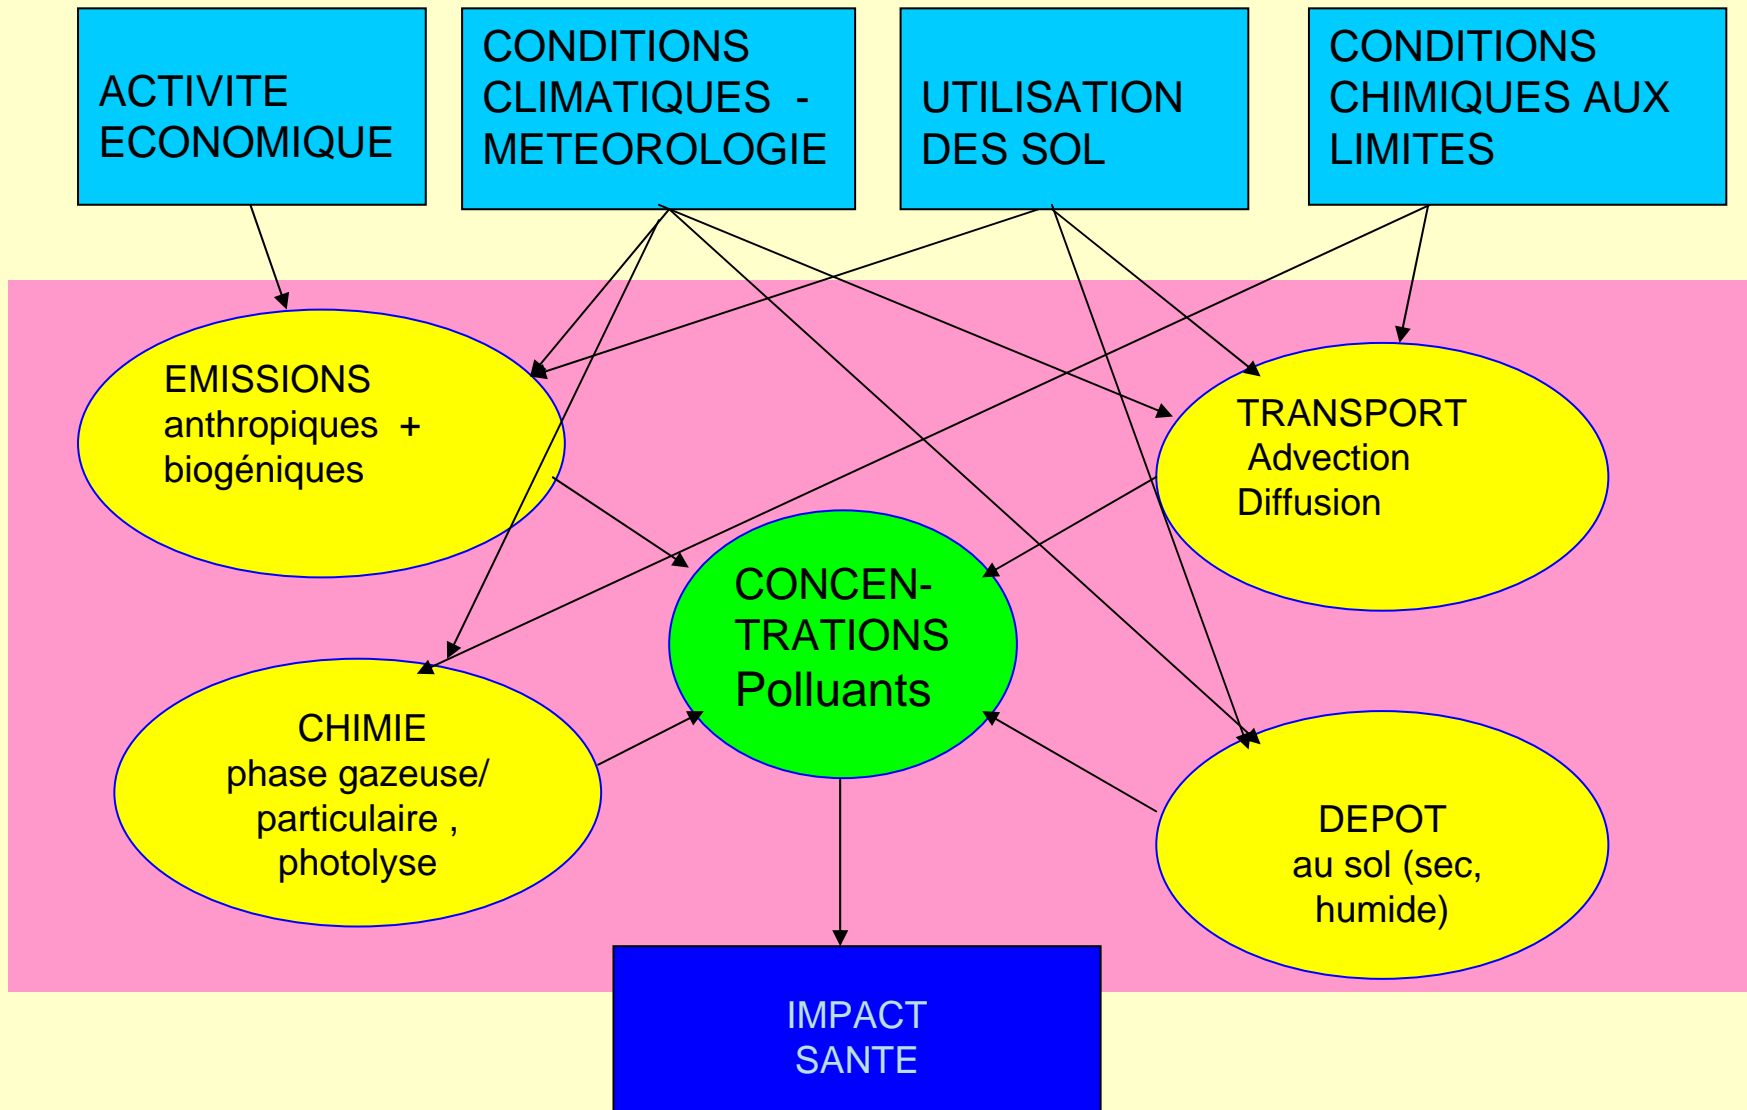 ACTIVITE
ECONOMIQUE
CONDITIONS
CLIMATIQUES -
METEOROLOGIE
UTILISATION
DES SOL
CONDITIONS
CHIMIQUES AUX
LIMITES
EMISSIONS
anthropiques +
biogéniques
TRANSPORT
Advection
Diffusion
CONCEN-
TRATIONS
Polluants
CHIMIE
phase gazeuse/
particulaire ,
photolyse
DEPOT
au sol (sec,
humide)
IMPACT
SANTE